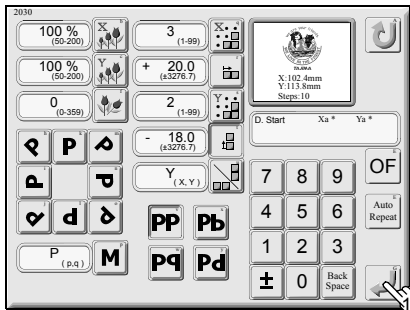 2030
100 %
(50-200)
X
3
(1-99)
X
100 %
(50-200)
Y
+ 20.0
(±3276.7)
0
(0-359)
2
(1-99)
Y
- 18.0
(±3276.7)
Y
(X, Y)
TAJIMA
X:102.4mm
Y:113.8mm
Steps:10
D. Start Xa * Ya *
P P P
P P
P P P
P
(p,q)
M
PP Pb
Pq Pd
7 8 9
4 5 6
1 2 3
± 0 Back
Space
OF
Auto
Repeat
1